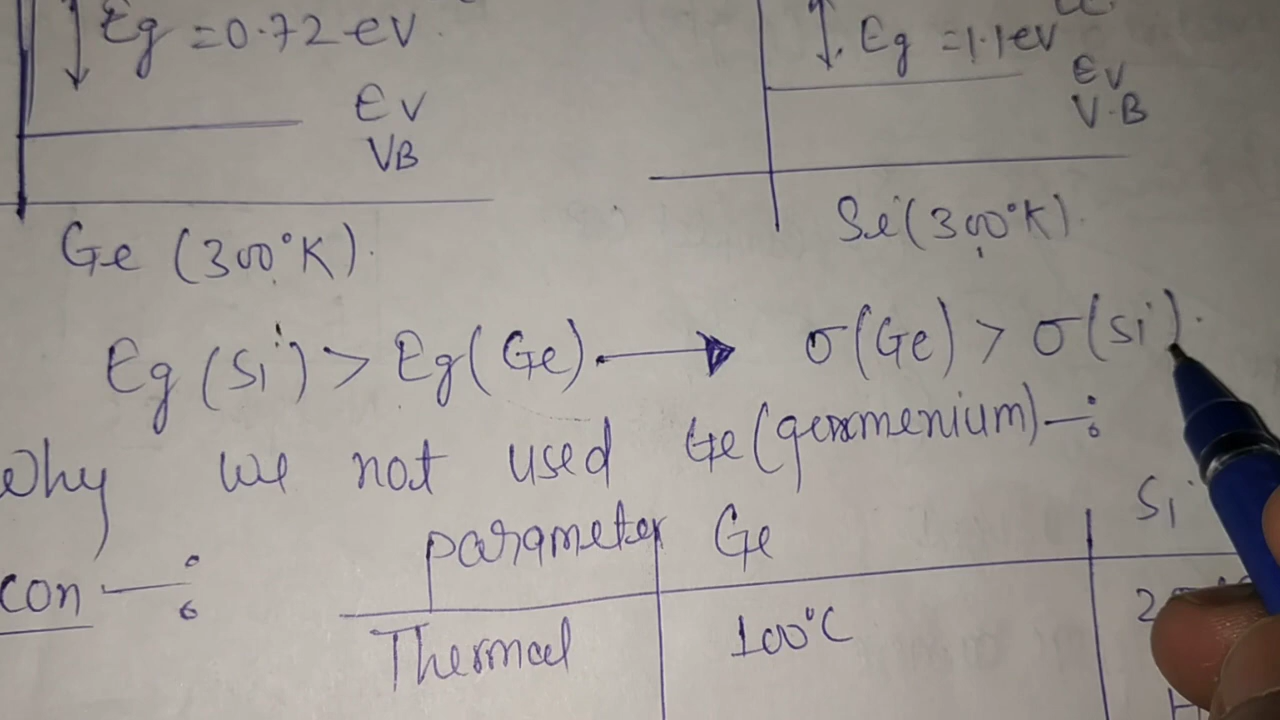 Eg = 0.72 eV
Eg = 1.1 eV
Ev
VB
Ev
V.B
Ge (300°K).
Si (300°K).
Eg (Si) > Eg (Ge). → σ(Ge) > σ(Si).
Why we not used Ge (germenium) —:
parameter Ge Si
con —:
Thermal 100°C 2